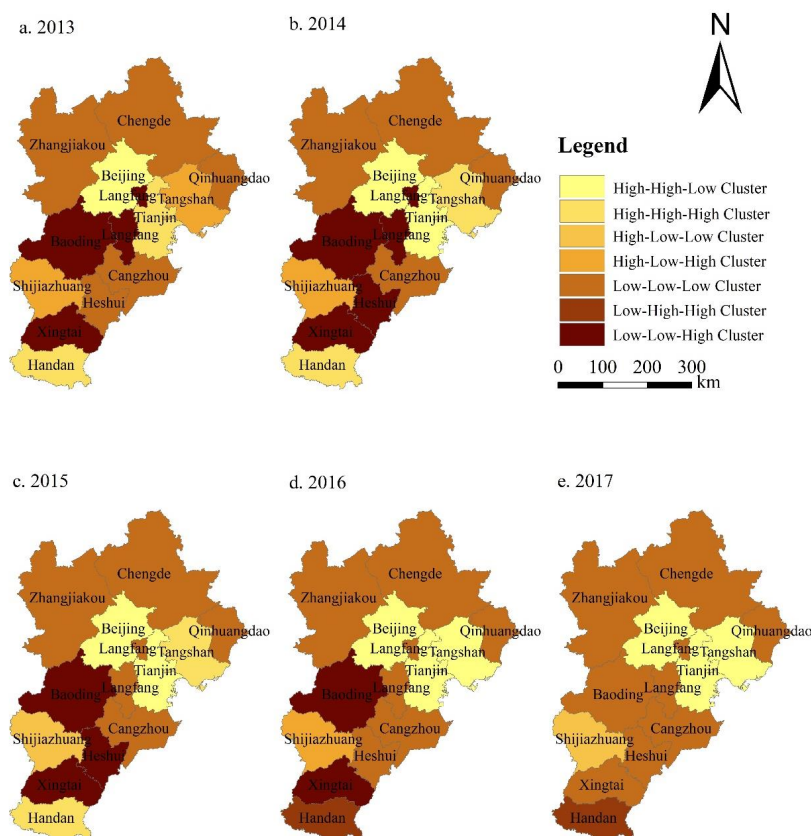 a. 2013
b. 2014
N
Chengde
Zhangjiakou
Beijing
Qinhuangdao
Langfang
Tangshan
Tianjin
Baoding
Langfang
Cangzhou
Shijiazhuang
Heshui
Xingtai
Handan
Chengde
Zhangjiakou
Beijing
Qinhuangdao
Langfang
Tangshan
Tianjin
Baoding
Langfang
Cangzhou
Shijiazhuang
Heshui
Xingtai
Handan
Legend
High-High-Low Cluster
High-High-High Cluster
High-Low-Low Cluster
High-Low-High Cluster
Low-Low-Low Cluster
Low-High-High Cluster
Low-Low-High Cluster
0 100 200 300
km
c. 2015
d. 2016
e. 2017
Chengde
Zhangjiakou
Beijing
Qinhuangdao
Langfang
Tangshan
Tianjin
Baoding
Langfang
Cangzhou
Shijiazhuang
Heshui
Xingtai
Handan
Chengde
Zhangjiakou
Beijing
Qinhuangdao
Langfang
Tangshan
Tianjin
Baoding
Langfang
Cangzhou
Shijiazhuang
Heshui
Xingtai
Handan
Chengde
Zhangjiakou
Beijing
Qinhuangdao
Langfang
Tangshan
Tianjin
Baoding
Langfang
Cangzhou
Shijiazhuang
Heshui
Xingtai
Handan